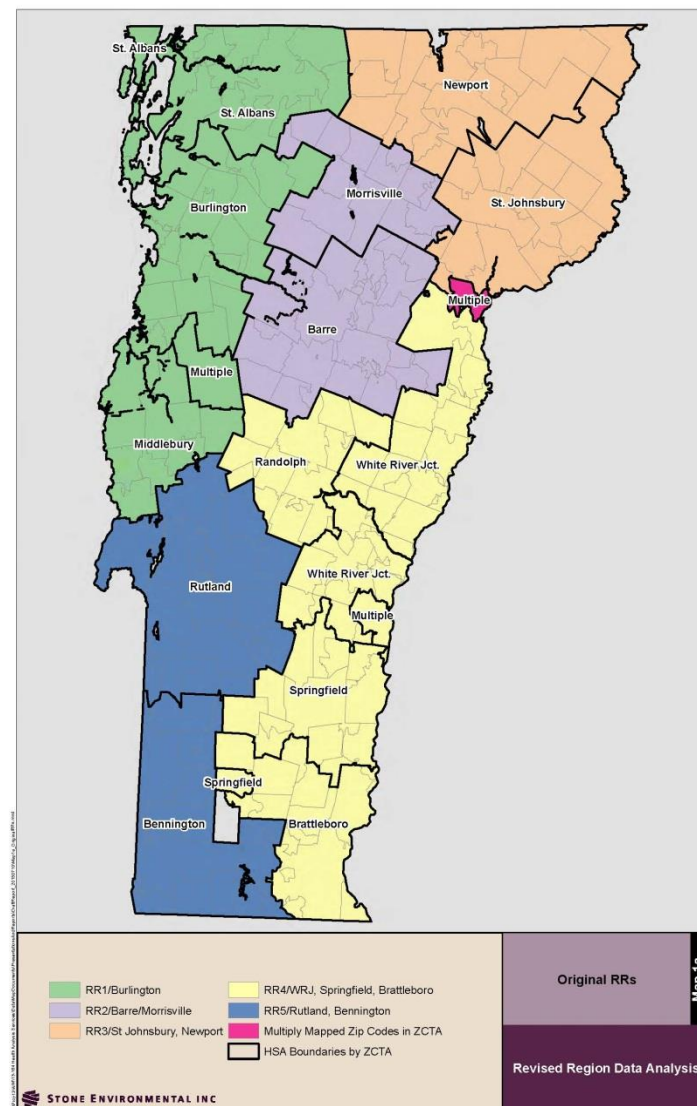 St. Albans
Newport
St. Albans
Morrisville
St. Johnsbury
Burlington
Multiple
Barre
Multiple
Middlebury
Randolph
White River Jct.
White River Jct.
Rutland
Multiple
Springfield
Springfield
Bennington
Brattleboro
RR1/Burlington
RR2/Barre/Morrisville
RR3/St Johnsbury, Newport
RR4/WRJ, Springfield, Brattleboro
RR5/Rutland, Bennington
Multiply Mapped Zip Codes in ZCTA
HSA Boundaries by ZCTA
Original RRs
Map 1a
Revised Region Data Analysis
STONE ENVIRONMENTAL INC